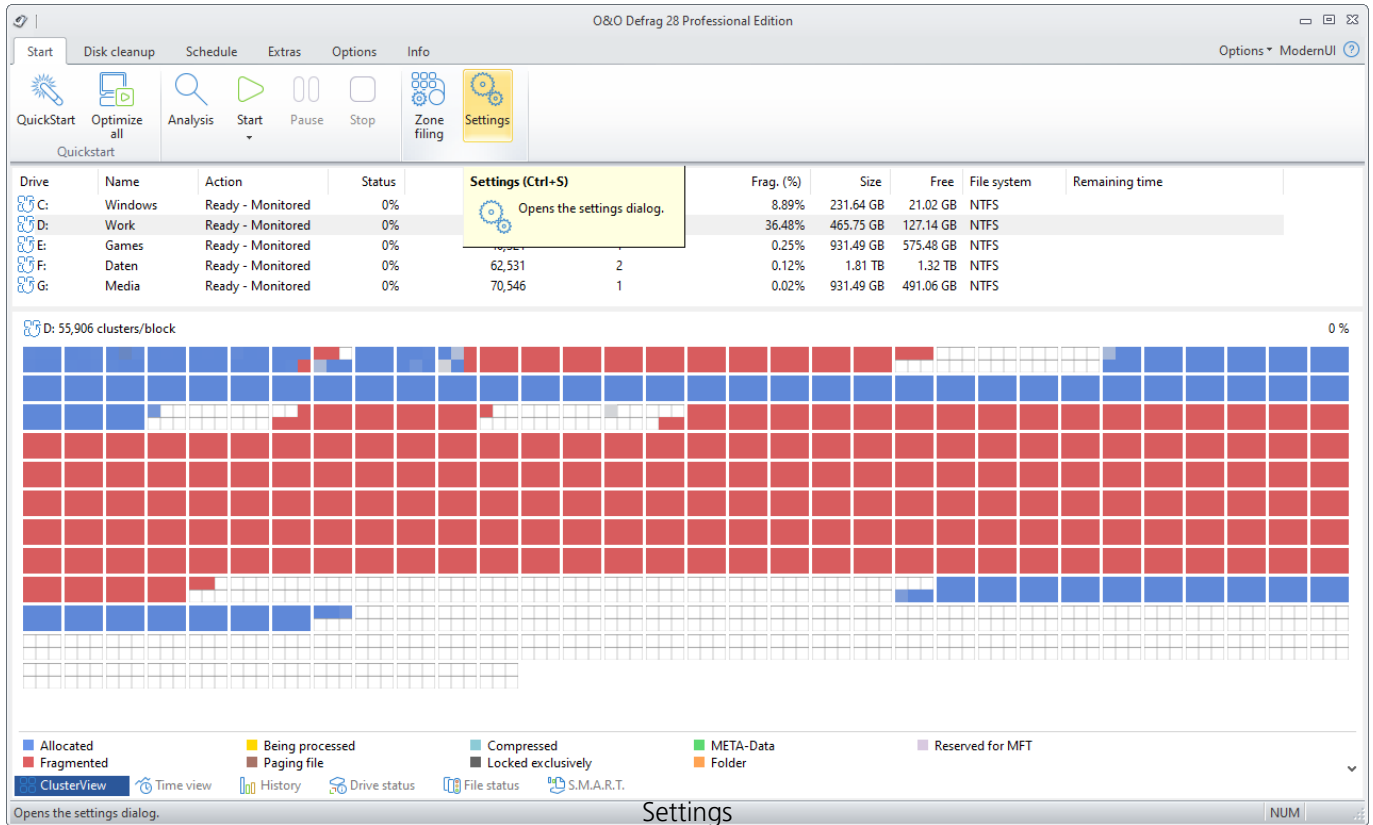 O&O Defrag 28 Professional Edition
Start Disk cleanup Schedule Extras Options Info Options ModernUI ?
QuickStart Optimize all Analysis Start Pause Stop Zone filing Settings
Quickstart
Drive Name Action Status Frag. (%) Size Free File system Remaining time
Settings (Ctrl+S)
Opens the settings dialog.
C: Windows Ready - Monitored 0% 8.89% 231.64 GB 21.02 GB NTFS
D: Work Ready - Monitored 0% 36.48% 465.75 GB 127.14 GB NTFS
E: Games Ready - Monitored 0% 0.25% 931.49 GB 575.48 GB NTFS
F: Daten Ready - Monitored 0% 62,531 2 0.12% 1.81 TB 1.32 TB NTFS
G: Media Ready - Monitored 0% 70,546 1 0.02% 931.49 GB 491.06 GB NTFS
D: 55,906 clusters/block 0 %
Allocated Being processed Compressed META-Data Reserved for MFT
Fragmented Paging file Locked exclusively Folder
ClusterView Time view History Drive status File status S.M.A.R.T.
Opens the settings dialog. NUM
Settings